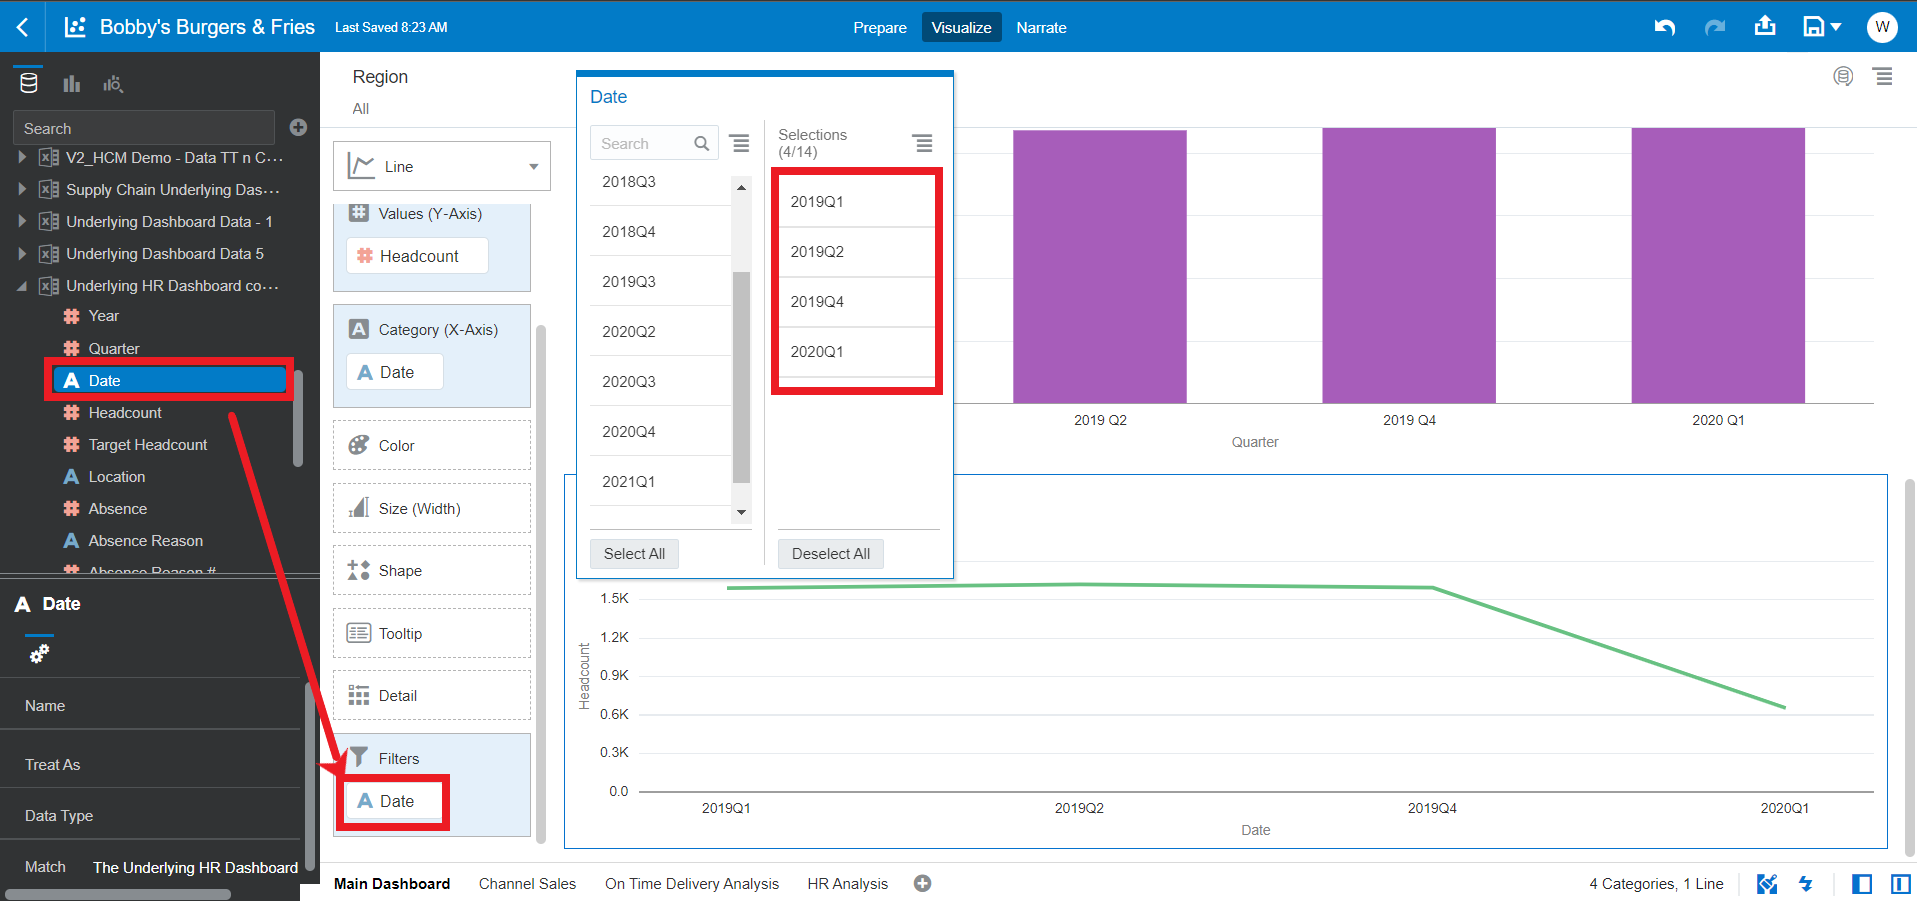 Bobby's Burgers & Fries
Last Saved 8:23 AM
Prepare
Visualize
Narrate
W
Search
V2_HCM Demo - Data TT n C...
Supply Chain Underlying Das...
Underlying Dashboard Data - 1
Underlying Dashboard Data 5
Underlying HR Dashboard co...
Year
Quarter
A Date
Headcount
Target Headcount
A Location
Absence
A Absence Reason
Absence Reason #
A Date
Name
Treat As
Data Type
Match The Underlying HR Dashboard
Region
All
Line
Values (Y-Axis)
Headcount
A Category (X-Axis)
A Date
Color
Size (Width)
Shape
Tooltip
Detail
Filters
A Date
Date
Search
2018Q3
2018Q4
2019Q3
2020Q2
2020Q3
2020Q4
2021Q1
Select All
Selections
(4/14)
2019Q1
2019Q2
2019Q4
2020Q1
Deselect All
2019 Q2
2019 Q4
2020 Q1
Quarter
Headcount
1.5K
1.2K
0.9K
0.6K
0.3K
0.0
2019Q1
2019Q2
2019Q4
2020Q1
Date
Main Dashboard
Channel Sales
On Time Delivery Analysis
HR Analysis
4 Categories, 1 Line